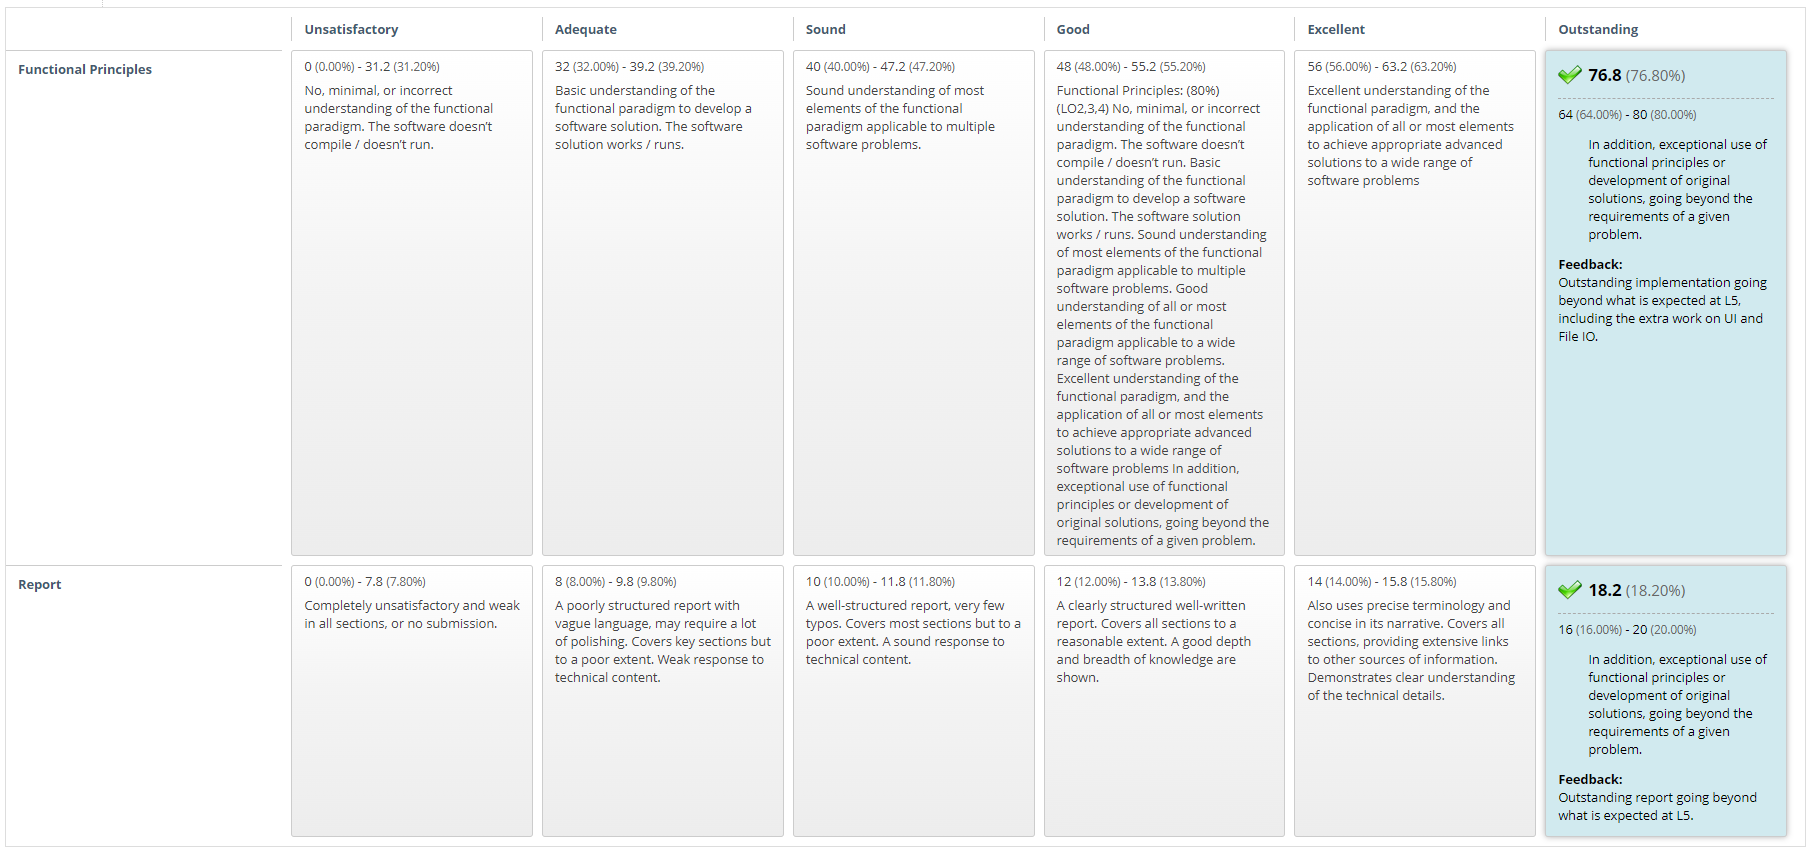 Unsatisfactory
Adequate
Sound
Good
Excellent
Outstanding
Functional Principles
0 (0.00%) - 31.2 (31.20%)
No, minimal, or incorrect
understanding of the functional
paradigm. The software doesn’t
compile / doesn’t run.
32 (32.00%) - 39.2 (39.20%)
Basic understanding of the
functional paradigm to develop a
software solution. The software
solution works / runs.
40 (40.00%) - 47.2 (47.20%)
Sound understanding of most
elements of the functional
paradigm applicable to multiple
software problems.
48 (48.00%) - 55.2 (55.20%)
Functional Principles: (80%)
(LO2,3,4) No, minimal, or incorrect
understanding of the functional
paradigm. The software doesn’t
compile / doesn’t run. Basic
understanding of the functional
paradigm to develop a software
solution. The software solution
works / runs. Sound understanding
of most elements of the functional
paradigm applicable to multiple
software problems. Good
understanding of all or most
elements of the functional
paradigm applicable to a wide
range of software problems.
Excellent understanding of the
functional paradigm, and the
application of all or most elements
to achieve appropriate advanced
solutions to a wide range of
software problems In addition,
exceptional use of functional
principles or development of
original solutions, going beyond the
requirements of a given problem.
56 (56.00%) - 63.2 (63.20%)
Excellent understanding of the
functional paradigm, and the
application of all or most elements
to achieve appropriate advanced
solutions to a wide range of
software problems
76.8 (76.80%)
64 (64.00%) - 80 (80.00%)
In addition, exceptional use of
functional principles or
development of original
solutions, going beyond the
requirements of a given
problem.
Feedback:
Outstanding implementation going
beyond what is expected at L5,
including the extra work on UI and
File IO.
Report
0 (0.00%) - 7.8 (7.80%)
Completely unsatisfactory and weak
in all sections, or no submission.
8 (8.00%) - 9.8 (9.80%)
A poorly structured report with
vague language, may require a lot
of polishing. Covers key sections but
to a poor extent. Weak response to
technical content.
10 (10.00%) - 11.8 (11.80%)
A well-structured report, very few
typos. Covers most sections but to a
poor extent. A sound response to
technical content.
12 (12.00%) - 13.8 (13.80%)
A clearly structured well-written
report. Covers all sections to a
reasonable extent. A good depth
and breadth of knowledge are
shown.
14 (14.00%) - 15.8 (15.80%)
Also uses precise terminology and
concise in its narrative. Covers all
sections, providing extensive links
to other sources of information.
Demonstrates clear understanding
of the technical details.
18.2 (18.20%)
16 (16.00%) - 20 (20.00%)
In addition, exceptional use of
functional principles or
development of original
solutions, going beyond the
requirements of a given
problem.
Feedback:
Outstanding report going beyond
what is expected at L5.